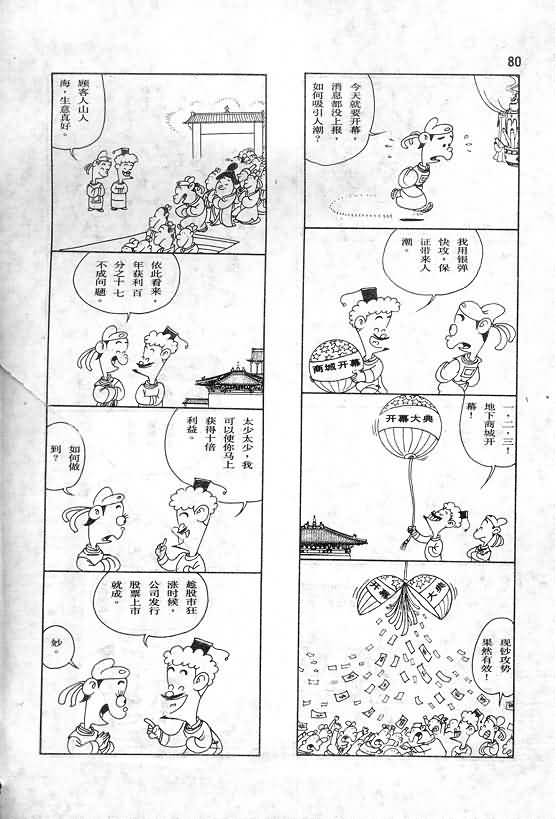 80
今天就要开幕，
消息都没上报，
如何吸引人潮？
我用银弹
快攻，保
证带来人
潮。
商城开幕
一，二，三！
地下商城开
幕！
开幕大典
现钞攻势
果然有效！
开幕
大典
顾客人山人
海，生意真好。
依此看来，
年获利百
分之十七
不成问题。
太少太少，我
可以使你马上
获得十倍
利益。
如何做
到？
趁股市狂
涨时候，
公司发行
股票上市
就成。
妙。